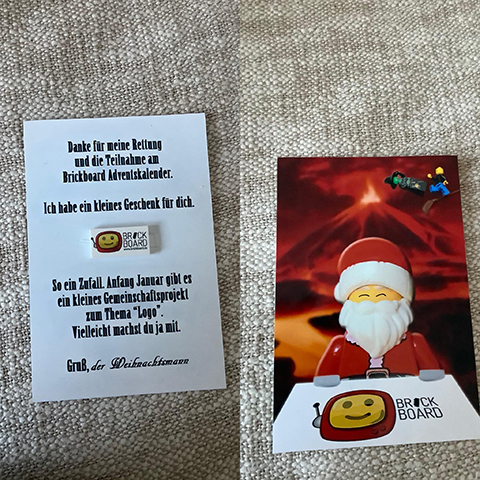 Danke für meine Rettung
und die Teilnahme am
Brickboard Adventskalender.
Ich habe ein kleines Geschenk für dich.
BRICK
BOARD
So ein Zufall. Anfang Januar gibt es
ein kleines Gemeinschaftsprojekt
zum Thema “Logo”.
Vielleicht machst du ja mit.
Gruß, der Weihnachtsmann
BRICK
BOARD